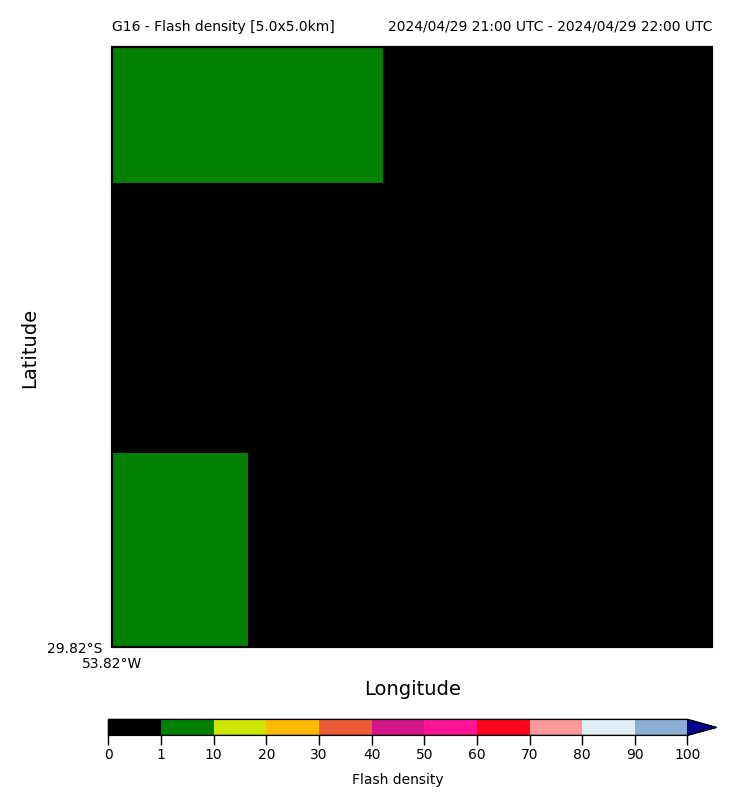 G16 - Flash density [5.0x5.0km]
2024/04/29 21:00 UTC - 2024/04/29 22:00 UTC
Latitude
29.82°S
53.82°W
Longitude
0 1 10 20 30 40 50 60 70 80 90 100
Flash density